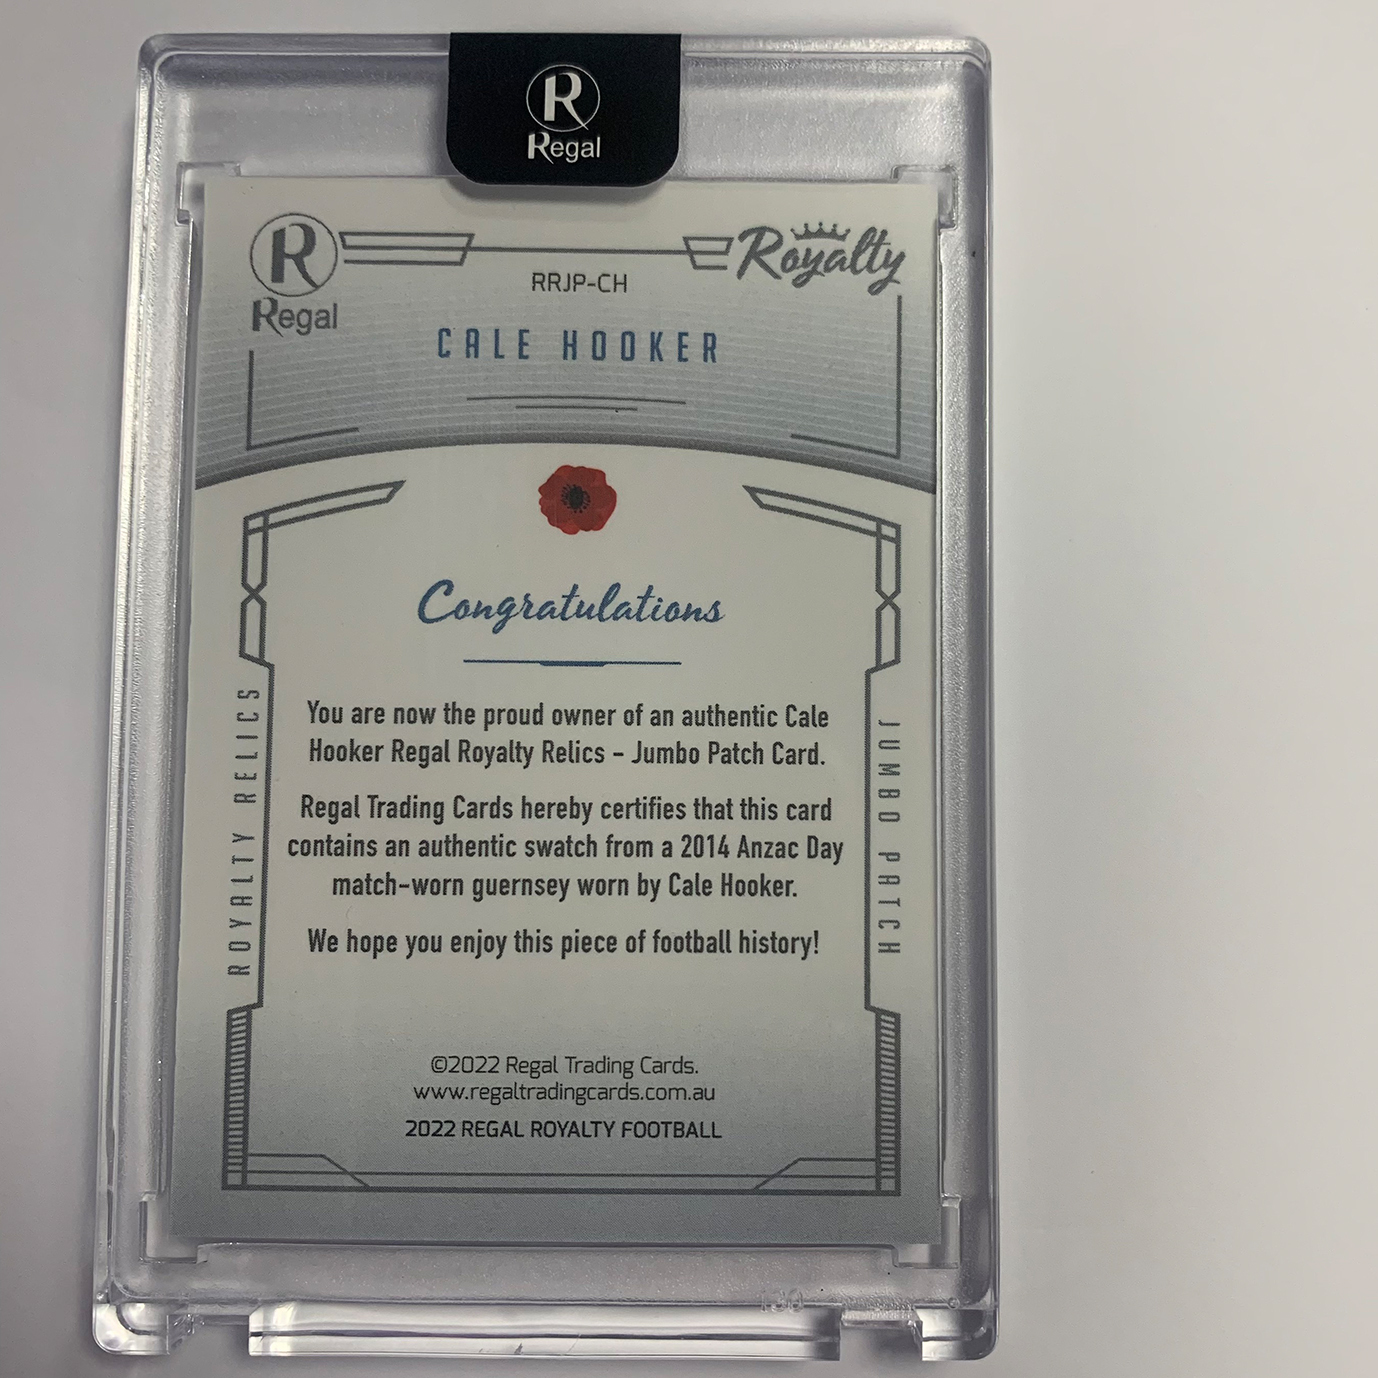 R
Regal
R
Regal
Royalty
RRJP-CH
CALE HOOKER
Congratulations
You are now the proud owner of an authentic Cale
Hooker Regal Royalty Relics – Jumbo Patch Card.
Regal Trading Cards hereby certifies that this card
contains an authentic swatch from a 2014 Anzac Day
match-worn guernsey worn by Cale Hooker.
We hope you enjoy this piece of football history!
ROYALTY RELICS
JUMBO PATCH
©2022 Regal Trading Cards.
www.regaltradingcards.com.au
2022 REGAL ROYALTY FOOTBALL